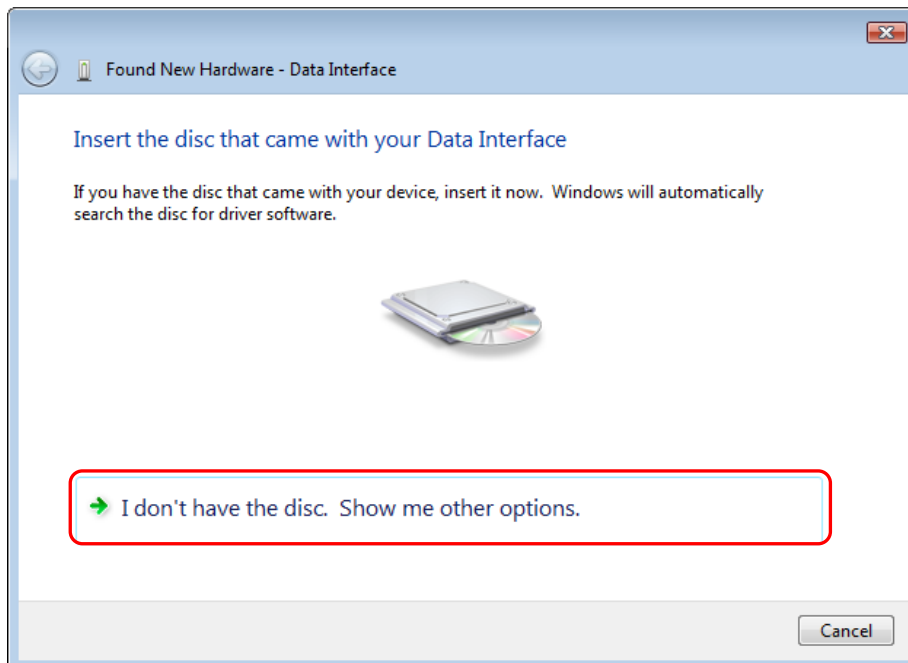 Found New Hardware - Data Interface
Insert the disc that came with your Data Interface
If you have the disc that came with your device, insert it now.  Windows will automatically
search the disc for driver software.
I don't have the disc.  Show me other options.
Cancel